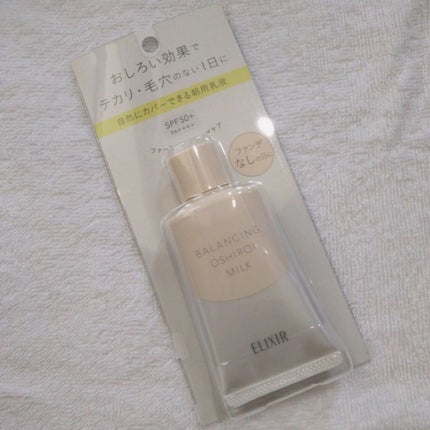 おしろい効果で
テカリ・毛穴のない1日に
自然にカバーできる朝用乳液
SPF50+
PA++++
ファンデ
なしの日に
BALANCING
OSHIROI
MILK
ELIXIR